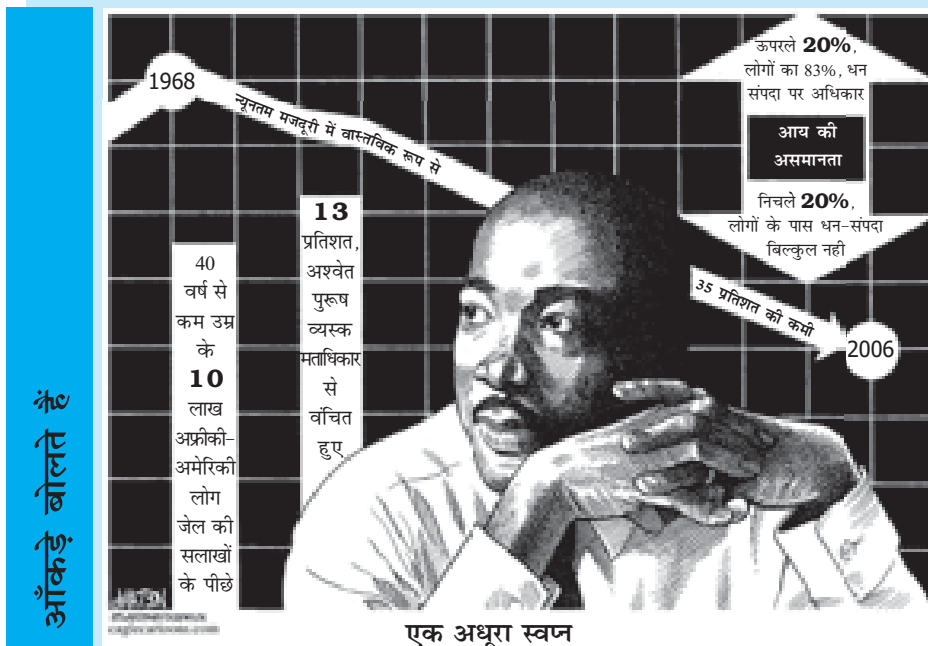 आँकड़े बोलते हैं
1968
न्यूनतम मजदूरी में वास्तविक रूप से
35 प्रतिशत की कमी
2006
ऊपरले 20%,
लोगों का 83%, धन
संपदा पर अधिकार
आय की
असमानता
निचले 20%,
लोगों के पास धन-संपदा
बिल्कुल नही
13
प्रतिशत,
अश्वेत
पुरूष
व्यस्क
मताधिकार
से
वंचित
हुए
40
वर्ष से
कम उम्र
के
10
लाख
अफ्रीकी-
अमेरिकी
लोग
जेल की
सलाखों
के पीछे
एक अधूरा स्वप्न